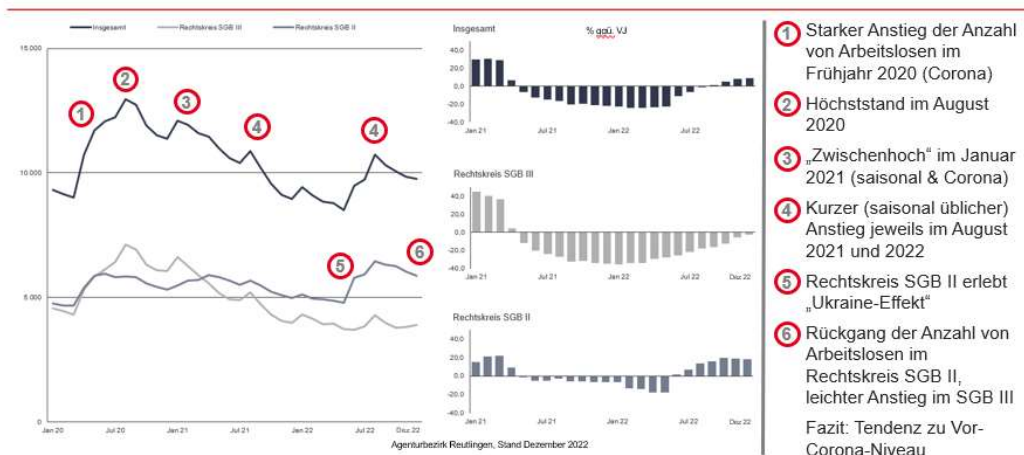 Insgesamt Rechtskreis SGB III Rechtskreis SGB II
15.000
10.000
5.000
0
Jan 20 Jul 20 Jan 21 Jul 21 Jan 22 Jul 22 Dez 22
1
2
3
4
4
5
6
Insgesamt % ggü. VJ
40,0
20,0
0,0
-20,0
-40,0
Jan 21 Jul 21 Jan 22 Jul 22
Rechtskreis SGB III
40,0
20,0
0,0
-20,0
-40,0
Jan 21 Jul 21 Jan 22 Jul 22 Dez 22
Rechtskreis SGB II
40,0
20,0
0,0
-20,0
-40,0
Jan 21 Jul 21 Jan 22 Jul 22 Dez 22
Agenturbezirk Reutlingen, Stand Dezember 2022
1 Starker Anstieg der Anzahl
von Arbeitslosen im
Frühjahr 2020 (Corona)
2 Höchststand im August
2020
3 „Zwischenhoch“ im Januar
2021 (saisonal & Corona)
4 Kurzer (saisonal üblicher)
Anstieg jeweils im August
2021 und 2022
5 Rechtskreis SGB II erlebt
„Ukraine-Effekt“
6 Rückgang der Anzahl von
Arbeitslosen im
Rechtskreis SGB II,
leichter Anstieg im SGB III
Fazit: Tendenz zu Vor-
Corona-Niveau